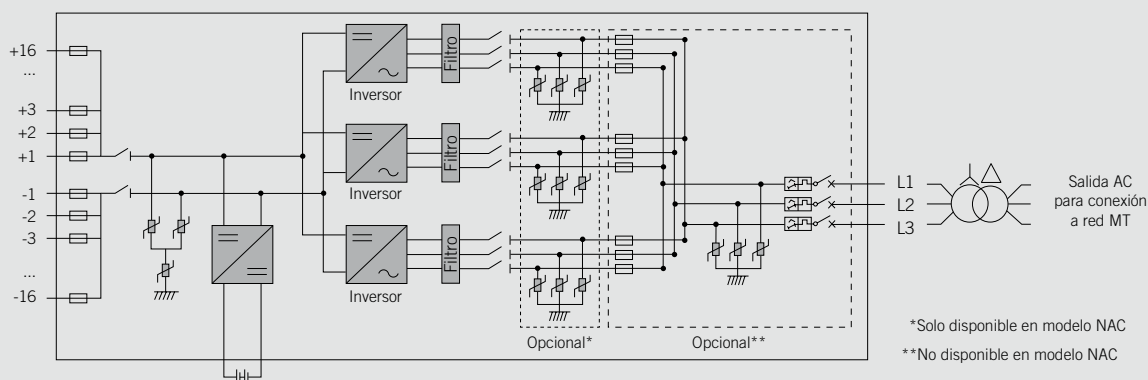 +16
...
+3
+2
+1
-1
-2
-3
...
-16
Inversor
Filtro
Inversor
Filtro
Inversor
Filtro
Opcional*
Opcional**
L1
L2
L3
Salida AC
para conexión
a red MT
*Solo disponible en modelo NAC
**No disponible en modelo NAC